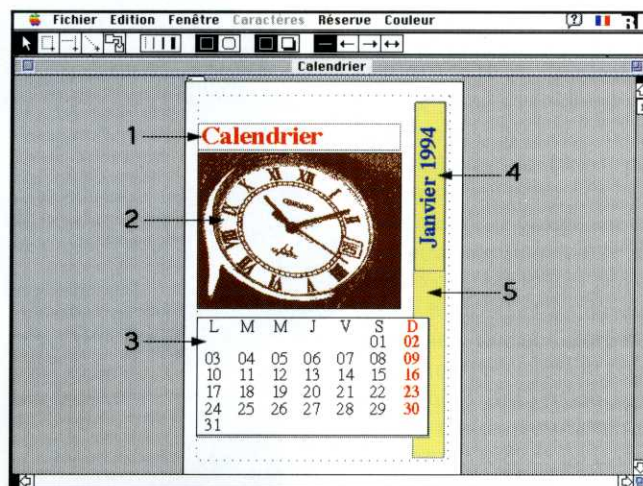 Fichier Edition Fenêtre Caractères Réserve Couleur
Calendrier
1
Calendrier
2
XII
3
L M M J V S D
01 02
03 04 05 06 07 08 09
10 11 12 13 14 15 16
17 18 19 20 21 22 23
24 25 26 27 28 29 30
31
Janvier 1994
4
5